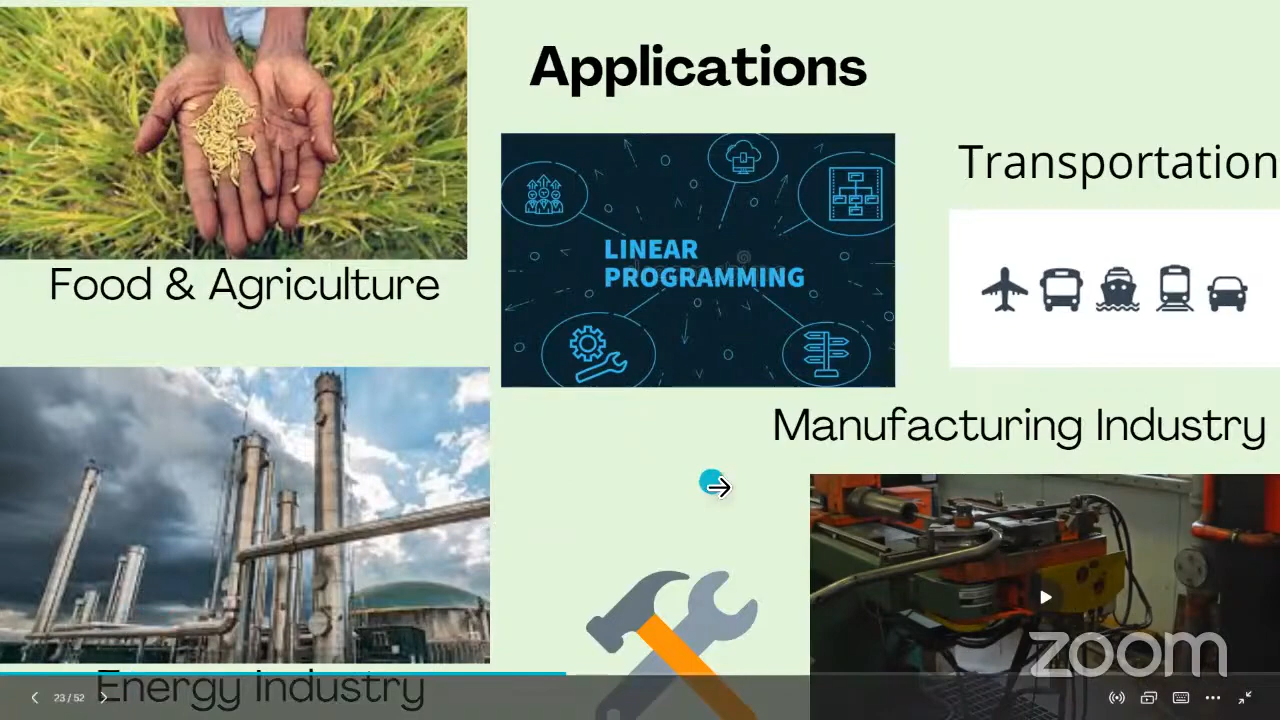 Applications
Food & Agriculture
LINEAR
PROGRAMMING
Transportation
Manufacturing Industry
Energy Industry
zoom
23 / 52